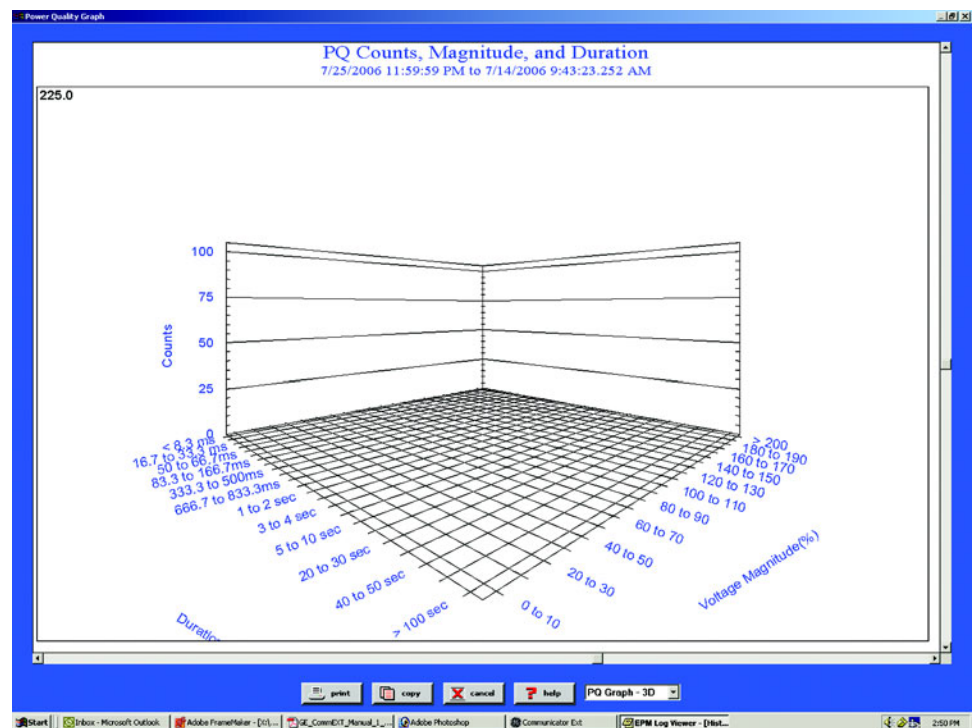 Power Quality Graph
PQ Counts, Magnitude, and Duration
7/25/2006 11:59:59 PM to 7/14/2006 9:43:23.252 AM
225.0
100
75
50
25
0
Counts
< 8.3 ms
16.7 to 33.3 ms
50 to 66.7ms
83.3 to 166.7ms
333.3 to 500ms
666.7 to 833.3ms
1 to 2 sec
3 to 4 sec
5 to 10 sec
20 to 30 sec
40 to 50 sec
> 100 sec
> 200
180 to 190
160 to 170
140 to 150
120 to 130
100 to 110
80 to 90
60 to 70
40 to 50
20 to 30
0 to 10
Voltage Magnitude(%)
print
copy
cancel
help
PQ Graph - 3D
Start
Inbox - Microsoft Outlook
Adobe FrameMaker - [X:\...
GE_CommEXT_Manual_1_...
Adobe Photoshop
Communicator Ext
EPM Log Viewer - [Hist...
2:50 PM